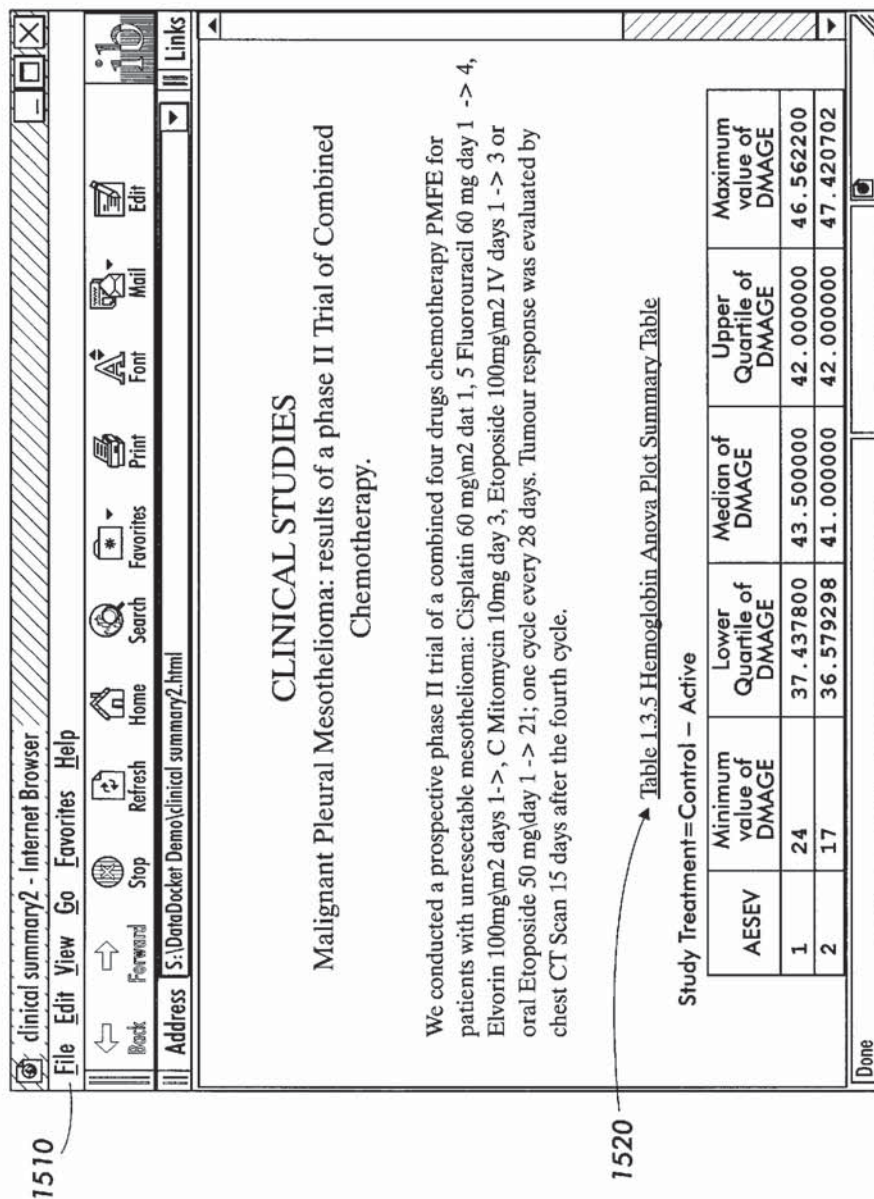 clinical summary2 - Internet Browser
File Edit View Go Favorites Help
Back Forward Stop Refresh Home Search Favorites Print Font Mail Edit
Address S:\DataDocket Demo\clinical summary2.html Links
CLINICAL STUDIES
Malignant Pleural Mesothelioma: results of a phase II Trial of Combined
Chemotherapy.
We conducted a prospective phase II trial of a combined four drugs chemotherapy PMFE for
patients with unresectable mesothelioma: Cisplatin 60 mg\m2 dat 1, 5 Fluorouracil 60 mg day 1 -> 4,
Elvorin 100mg\m2 days 1->, C Mitomycin 10mg day 3, Etoposide 100mg\m2 IV days 1 -> 3 or
oral Etoposide 50 mg\day 1 -> 21; one cycle every 28 days. Tumour response was evaluated by
chest CT Scan 15 days after the fourth cycle.
Table 1.3.5 Hemoglobin Anova Plot Summary Table
Study Treatment=Control – Active
AESEV Minimum value of DMAGE Lower Quartile of DMAGE Median of DMAGE Upper Quartile of DMAGE Maximum value of DMAGE
1 24 37.437800 43.500000 42.000000 46.562200
2 17 36.579298 41.000000 42.000000 47.420702
Done
1510
1520